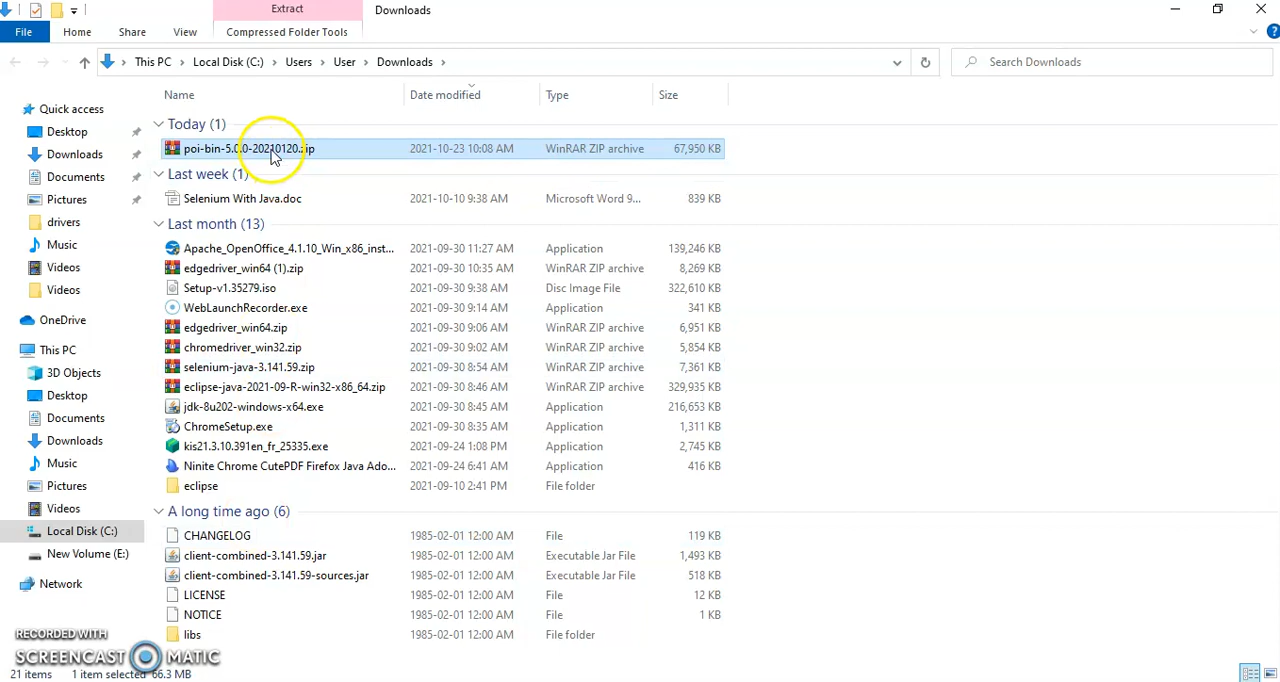 Extract
Downloads
File
Home
Share
View
Compressed Folder Tools
This PC
Local Disk (C:)
Users
User
Downloads
Search Downloads
Name
Date modified
Type
Size
Quick access
Desktop
Downloads
Documents
Pictures
drivers
Music
Videos
Videos
OneDrive
This PC
3D Objects
Desktop
Documents
Downloads
Music
Pictures
Videos
Local Disk (C:)
New Volume (E:)
Network
Today (1)
poi-bin-5.0.0-20210120.zip 2021-10-23 10:08 AM WinRAR ZIP archive 67,950 KB
Last week (1)
Selenium With Java.doc 2021-10-10 9:38 AM Microsoft Word 9... 839 KB
Last month (13)
Apache_OpenOffice_4.1.10_Win_x86_inst... 2021-09-30 11:27 AM Application 139,246 KB
edgedriver_win64 (1).zip 2021-09-30 10:35 AM WinRAR ZIP archive 8,269 KB
Setup-v1.35279.iso 2021-09-30 9:38 AM Disc Image File 322,610 KB
WebLaunchRecorder.exe 2021-09-30 9:14 AM Application 341 KB
edgedriver_win64.zip 2021-09-30 9:06 AM WinRAR ZIP archive 6,951 KB
chromedriver_win32.zip 2021-09-30 9:02 AM WinRAR ZIP archive 5,854 KB
selenium-java-3.141.59.zip 2021-09-30 8:54 AM WinRAR ZIP archive 7,361 KB
eclipse-java-2021-09-R-win32-x86_64.zip 2021-09-30 8:46 AM WinRAR ZIP archive 329,935 KB
jdk-8u202-windows-x64.exe 2021-09-30 8:45 AM Application 216,653 KB
ChromeSetup.exe 2021-09-30 8:35 AM Application 1,311 KB
kis21.3.10.391en_fr_25335.exe 2021-09-24 1:08 PM Application 2,745 KB
Ninite Chrome CutePDF Firefox Java Ado... 2021-09-24 6:41 AM Application 416 KB
eclipse 2021-09-10 2:41 PM File folder
A long time ago (6)
CHANGELOG 1985-02-01 12:00 AM File 119 KB
client-combined-3.141.59.jar 1985-02-01 12:00 AM Executable Jar File 1,493 KB
client-combined-3.141.59-sources.jar 1985-02-01 12:00 AM Executable Jar File 518 KB
LICENSE 1985-02-01 12:00 AM File 12 KB
NOTICE 1985-02-01 12:00 AM File 1 KB
libs 1985-02-01 12:00 AM File folder
RECORDED WITH
SCREENCAST MATIC
21 items 1 item selected 66.3 MB